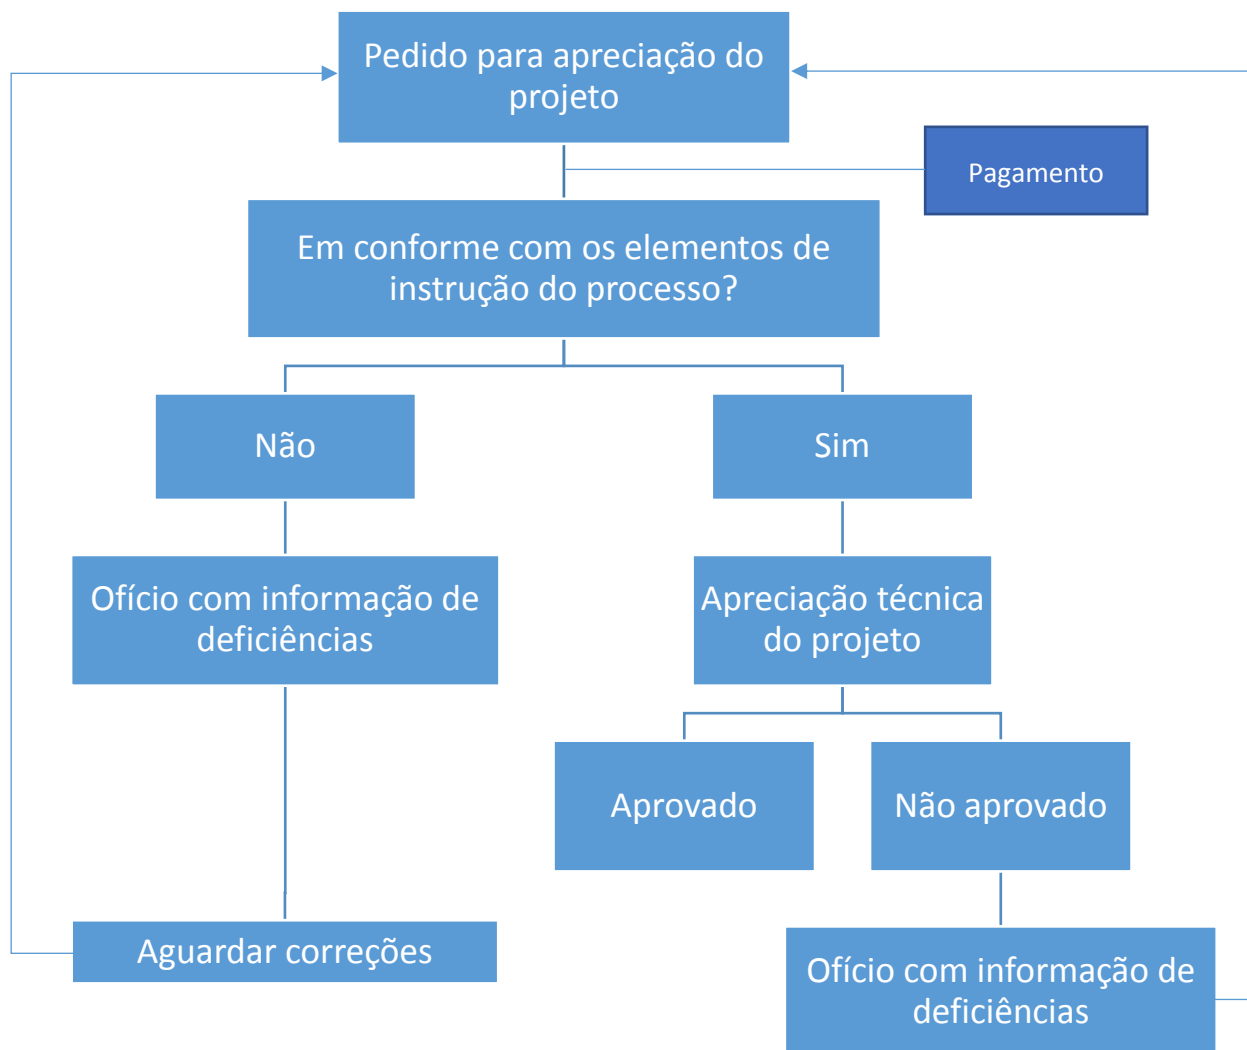 Pedido para apreciação do
projeto
Pagamento
Em conforme com os elementos de
instrução do processo?
Não
Sim
Ofício com informação de
deficiências
Apreciação técnica
do projeto
Aprovado
Não aprovado
Aguardar correções
Ofício com informação de
deficiências